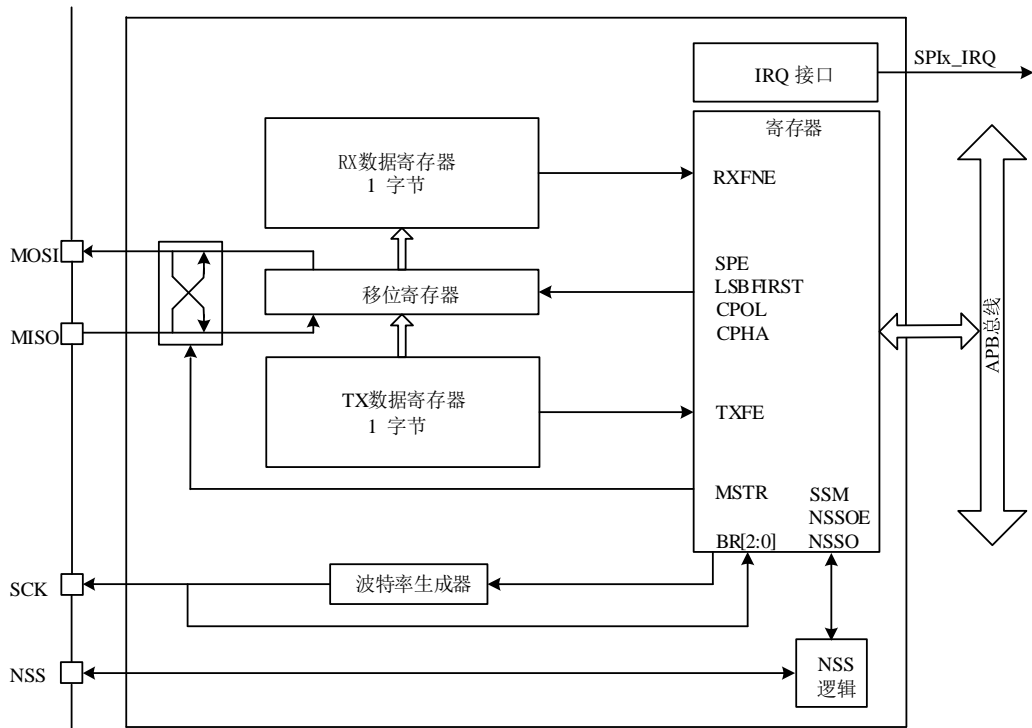 SPIx_IRQ
IRQ 接口
寄存器
RX数据寄存器
1 字节
RXFNE
MOSI
SPE
LSBFIRST
CPOL
CPHA
移位寄存器
MISO
APB总线
TX数据寄存器
1 字节
TXFE
MSTR
SSM
NSSOE
BR[2:0]
NSSO
SCK
波特率生成器
NSS
NSS
逻辑